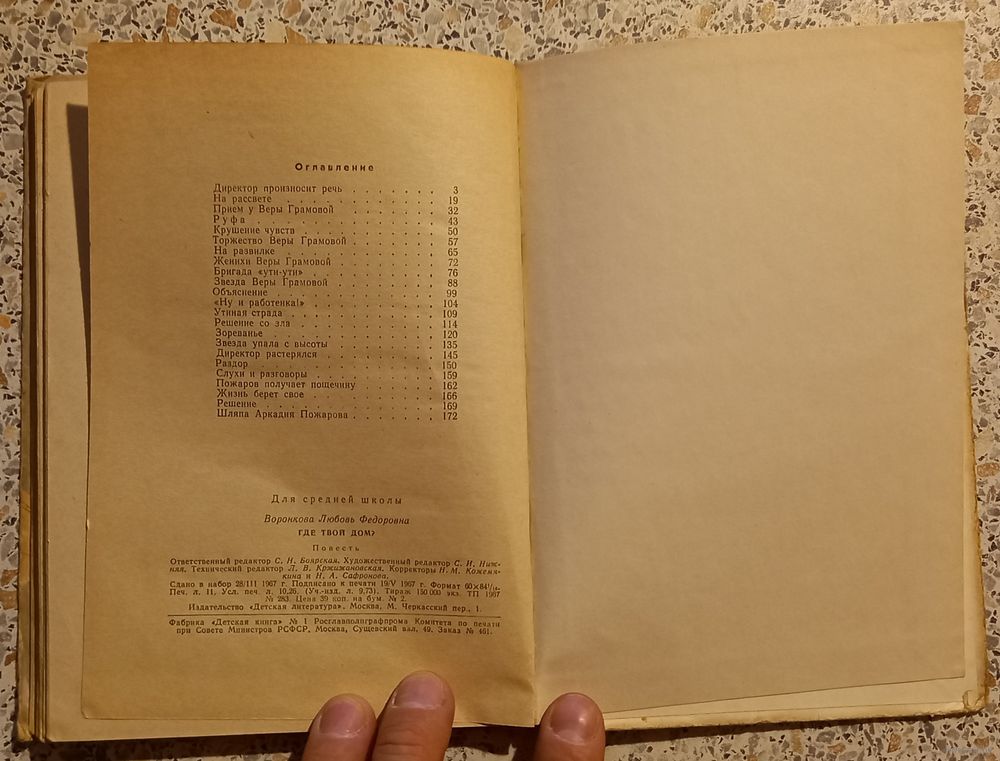 Оглавление
Директор произносит речь . . . . . . . 3
На рассвете . . . . . . . . . . . 19
Прием у Веры Грамовой . . . . . . . 32
Руфа . . . . . . . . . . . . . 43
Крушение чувств . . . . . . . . . . 50
Торжество Веры Грамовой . . . . . . . 57
На развилке . . . . . . . . . . . 65
Женихи Веры Грамовой . . . . . . . . 72
Бригада «ути-ути» . . . . . . . . . 76
Звезда Веры Грамовой . . . . . . . . 88
Объяснение . . . . . . . . . . . 99
«Ну и работенка!» . . . . . . . . . 104
Утиная страда . . . . . . . . . . 109
Решение со зла . . . . . . . . . . 114
Зореванье . . . . . . . . . . . . 120
Звезда упала с высоты . . . . . . . . 135
Директор растерялся . . . . . . . . 145
Раздор . . . . . . . . . . . . 150
Слухи и разговоры . . . . . . . . . 159
Пожаров получает пощечину . . . . . . 162
Жизнь берет свое . . . . . . . . . 166
Решение . . . . . . . . . . . . 169
Шляпа Аркадия Пожарова . . . . . . . 172
Для средней школы
Воронкова Любовь Федоровна
ГДЕ ТВОЙ ДОМ?
Повесть
Ответственный редактор С. Н. Боярская. Художественный редактор С. И. Ниж-
няя. Технический редактор Л. В. Кржижановская. Корректоры Н. М. Кожемя-
кина и Н. А. Сафронова.
Сдано в набор 28/III 1967 г. Подписано к печати 19/V 1967 г. Формат 60×84¹/₁₆.
Печ. л. 11. Усл. печ. л. 10,26. (Уч.-изд. л. 9,73). Тираж 150 000 экз. ТП 1967
№ 283. Цена 39 коп. на бум. № 2.
Издательство «Детская литература». Москва, М. Черкасский пер., 1.
Фабрика «Детская книга» № 1 Росглавполиграфпрома Комитета по печати
при Совете Министров РСФСР. Москва, Сущевский вал, 49. Заказ № 461.